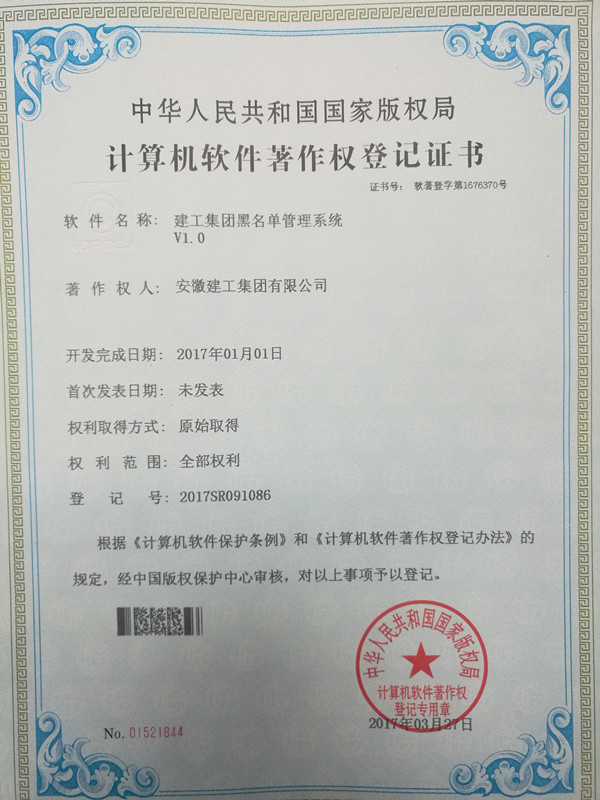 中华人民共和国国家版权局
计算机软件著作权登记证书
证书号： 软著登字第1676370号
软件名称： 建工集团黑名单管理系统
V1.0
著作权人： 安徽建工集团有限公司
开发完成日期： 2017年01月01日
首次发表日期： 未发表
权利取得方式： 原始取得
权利范围： 全部权利
登记号： 2017SR091086
根据《计算机软件保护条例》和《计算机软件著作权登记办法》的
规定，经中国版权保护中心审核，对以上事项予以登记。
中华人民共和国国家版权局
计算机软件著作权
登记专用章
2017年03月27日
No. 01521844